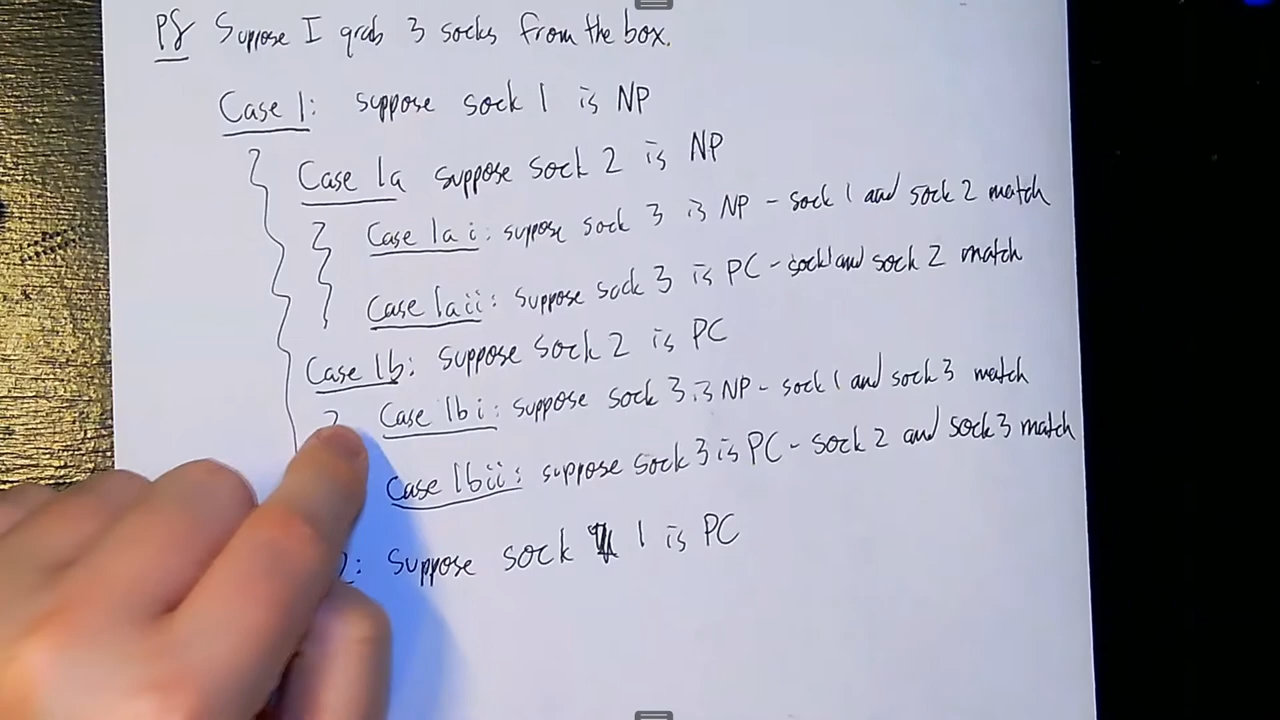 Pf Suppose I grab 3 socks from the box.
Case 1: suppose sock 1 is NP
Case 1a suppose sock 2 is NP
Case 1a i: suppose sock 3 is NP - sock 1 and sock 2 match
Case 1aii: suppose sock 3 is PC - sock 1 and sock 2 match
Case 1b: suppose sock 2 is PC
Case 1b i: suppose sock 3 is NP - sock 1 and sock 3 match
Case 1bii: suppose sock 3 is PC - sock 2 and sock 3 match
2: Suppose sock 1 is PC